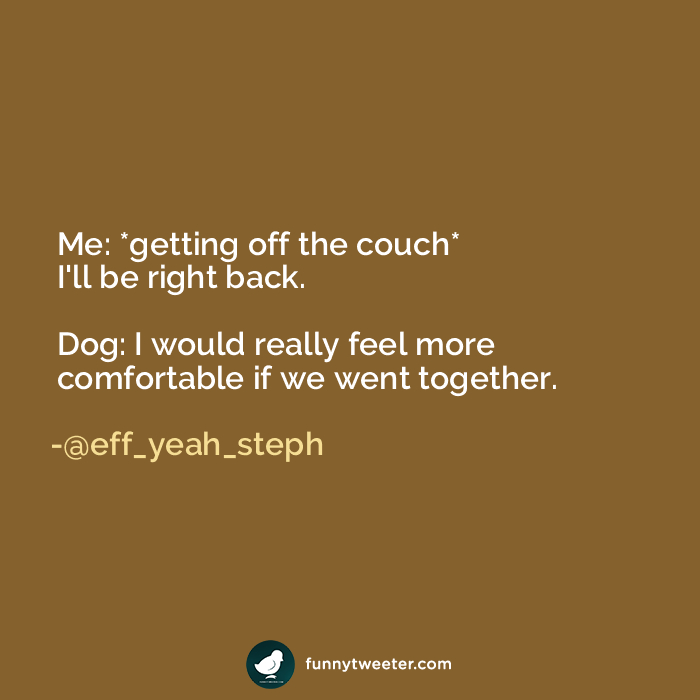 Me: *getting off the couch*
I'll be right back.
Dog: I would really feel more
comfortable if we went together.
-@eff_yeah_steph
funnytweeter.com